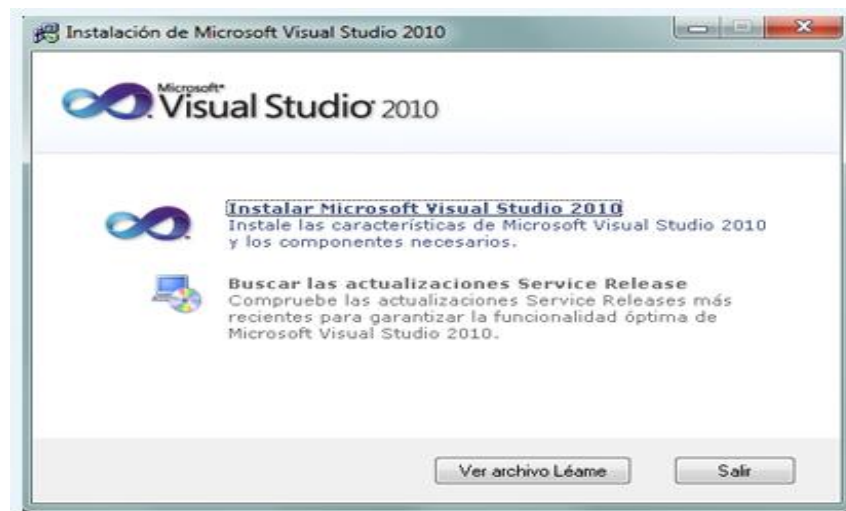 Instalación de Microsoft Visual Studio 2010
Microsoft®
Visual Studio® 2010
Instalar Microsoft Visual Studio 2010
Instale las características de Microsoft Visual Studio 2010
y los componentes necesarios.
Buscar las actualizaciones Service Release
Compruebe las actualizaciones Service Releases más
recientes para garantizar la funcionalidad óptima de
Microsoft Visual Studio 2010.
Ver archivo Léame
Salir